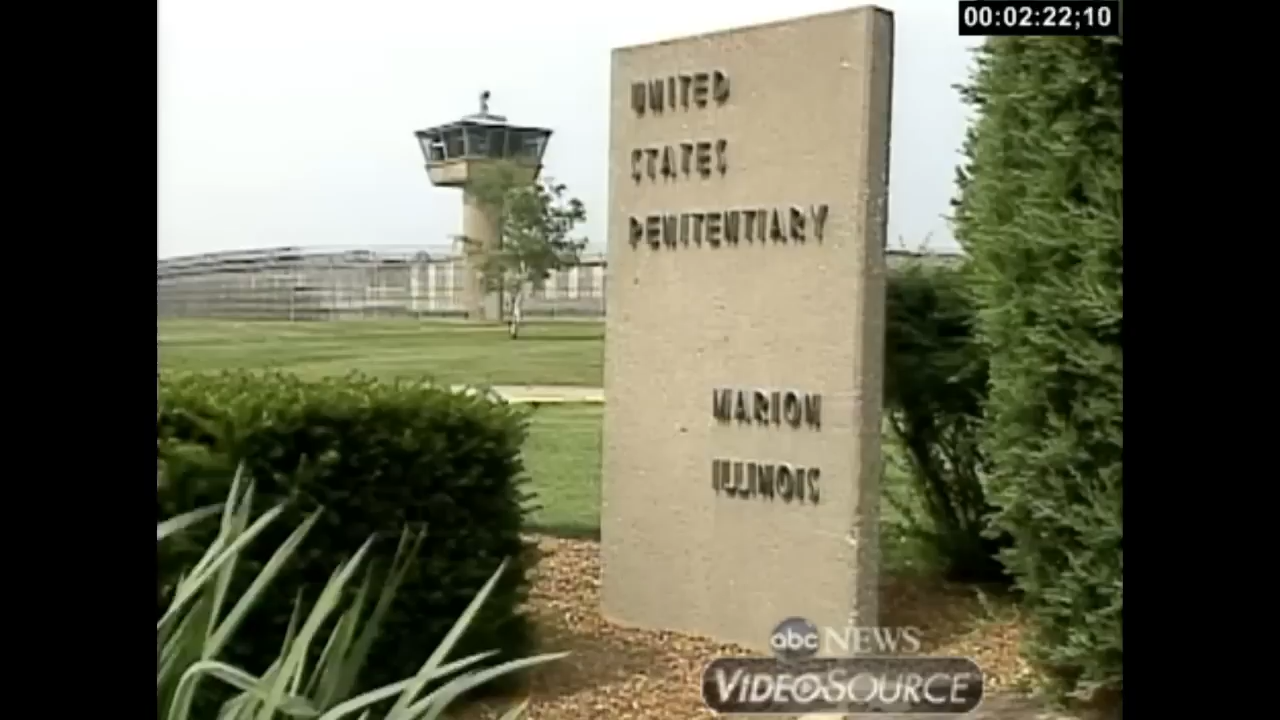 00:02:22;10
UNITED
STATES
PENITENTIARY
MARION
ILLINOIS
abc NEWS
VIDEOSOURCE